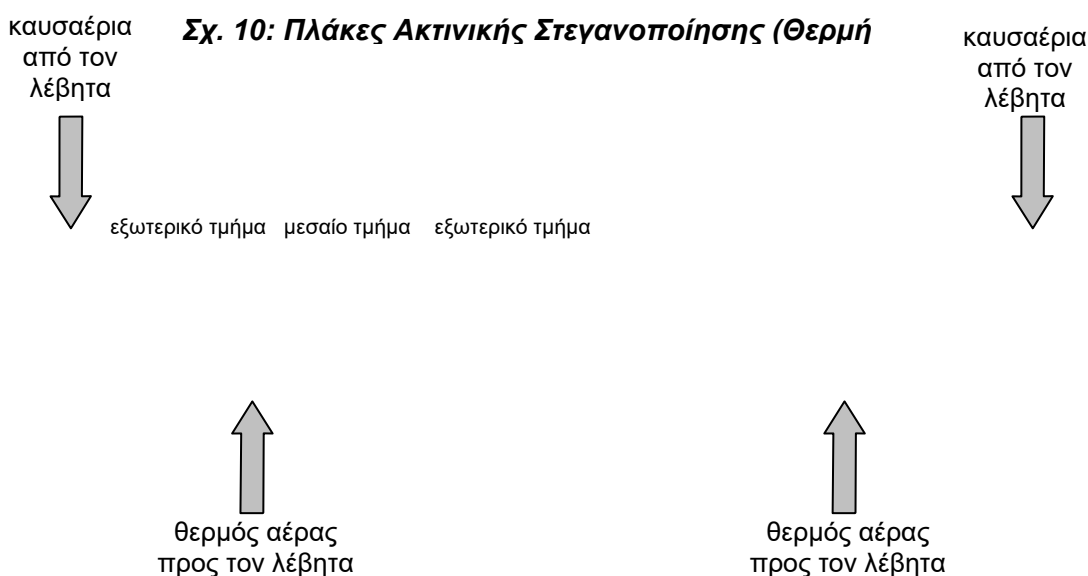 Σχ. 10: Πλάκες Ακτινικής Στεγανοποίησης (Θερμή
καυσαέρια
από τον
λέβητα
καυσαέρια
από τον
λέβητα
εξωτερικό τμήμα μεσαίο τμήμα εξωτερικό τμήμα
θερμός αέρας
προς τον λέβητα
θερμός αέρας
προς τον λέβητα